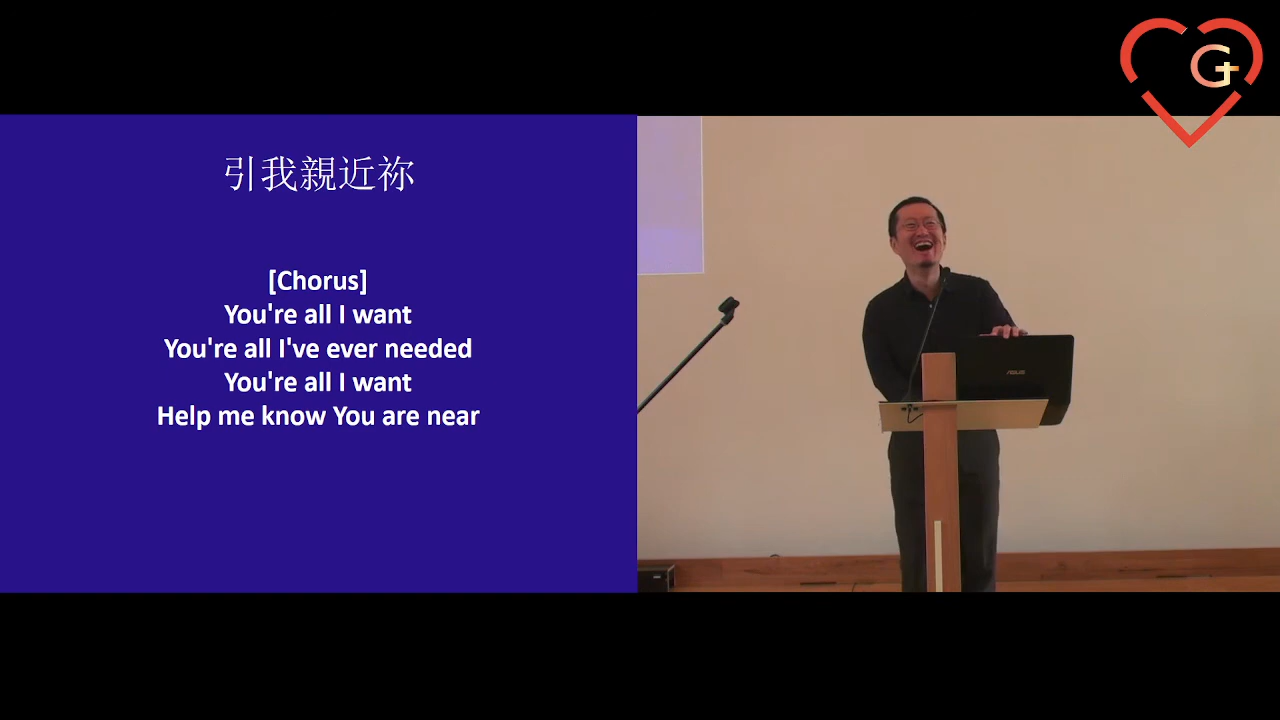 引我親近祢
[Chorus]
You're all I want
You're all I've ever needed
You're all I want
Help me know You are near
G
ASUS